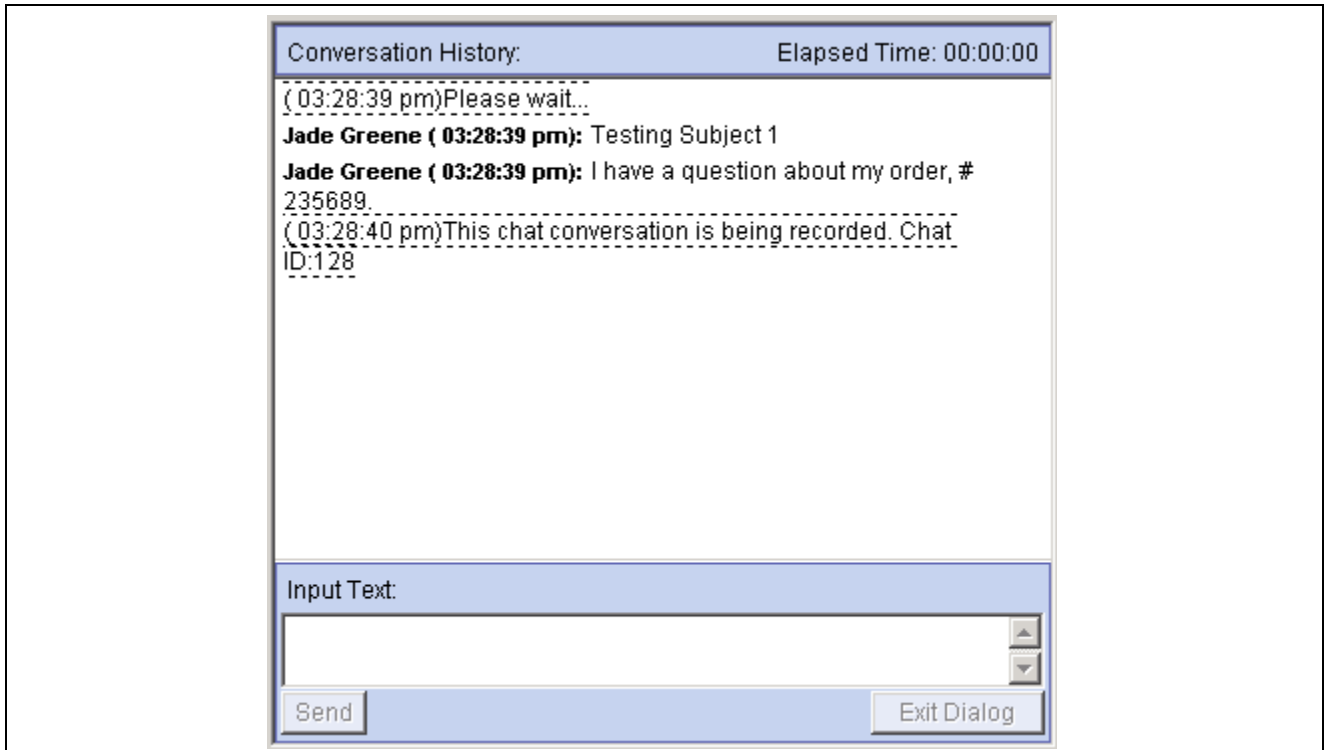 Conversation History: Elapsed Time: 00:00:00
( 03:28:39 pm)Please wait...
Jade Greene ( 03:28:39 pm): Testing Subject 1
Jade Greene ( 03:28:39 pm): I have a question about my order, #
235689.
( 03:28:40 pm)This chat conversation is being recorded. Chat
ID:128
Input Text:
Send Exit Dialog